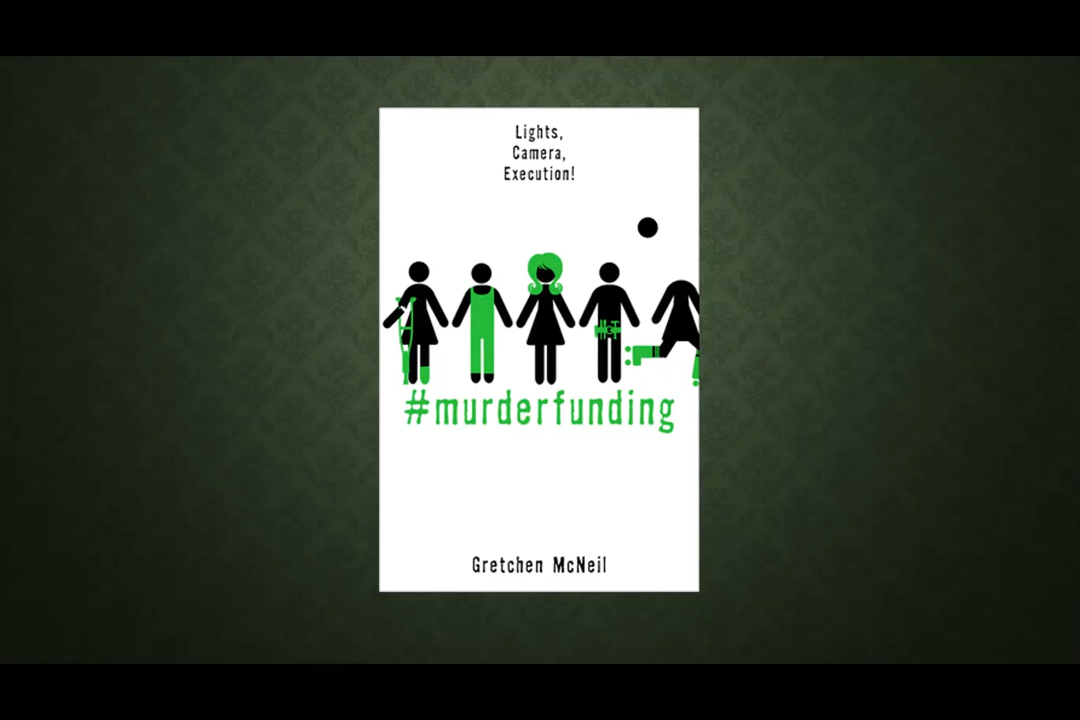 Lights,
Camera,
Execution!
#murderfunding
Gretchen McNeil